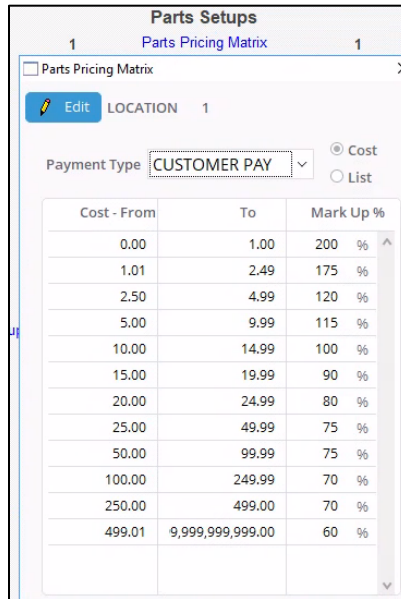 Parts Setups
1 Parts Pricing Matrix 1
Parts Pricing Matrix
Edit LOCATION 1
Payment Type CUSTOMER PAY Cost
List
Cost - From To Mark Up %
0.00 1.00 200 %
1.01 2.49 175 %
2.50 4.99 120 %
5.00 9.99 115 %
10.00 14.99 100 %
15.00 19.99 90 %
20.00 24.99 80 %
25.00 49.99 75 %
50.00 99.99 75 %
100.00 249.99 70 %
250.00 499.00 70 %
499.01 9,999,999,999.00 60 %